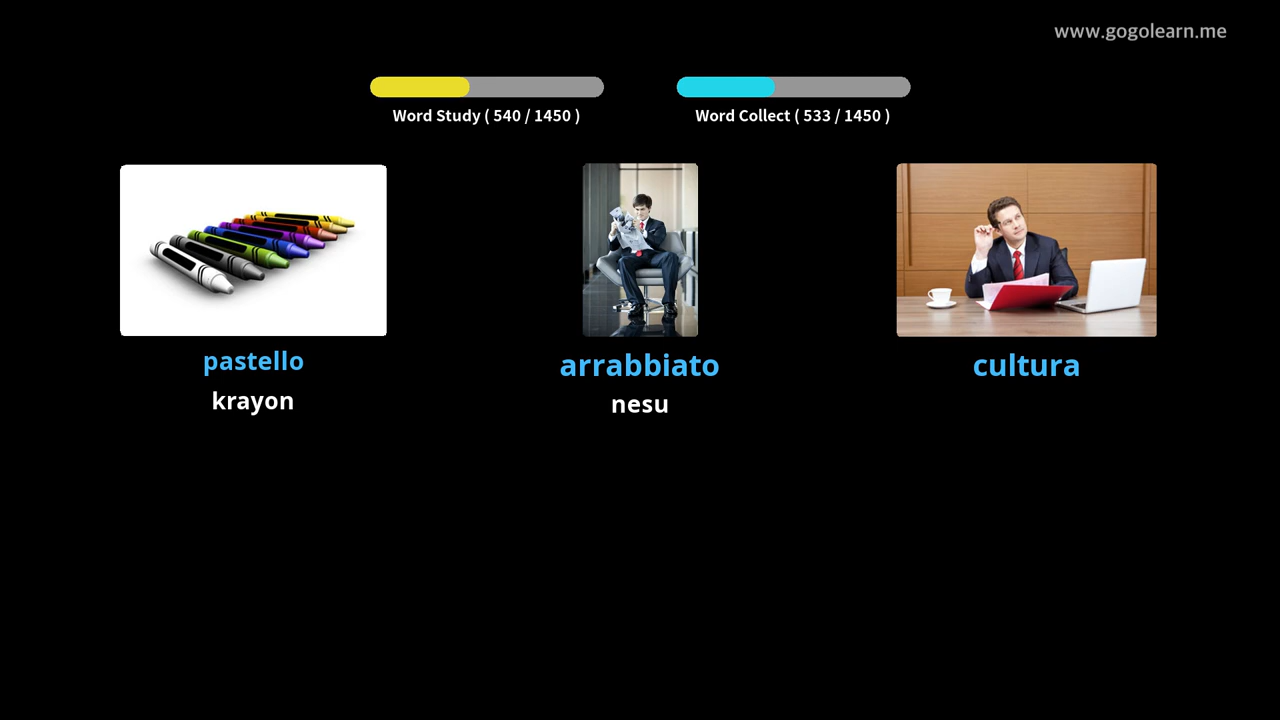 www.gogolearn.me
Word Study ( 540 / 1450 )
Word Collect ( 533 / 1450 )
pastello
krayon
arrabbiato
nesu
cultura